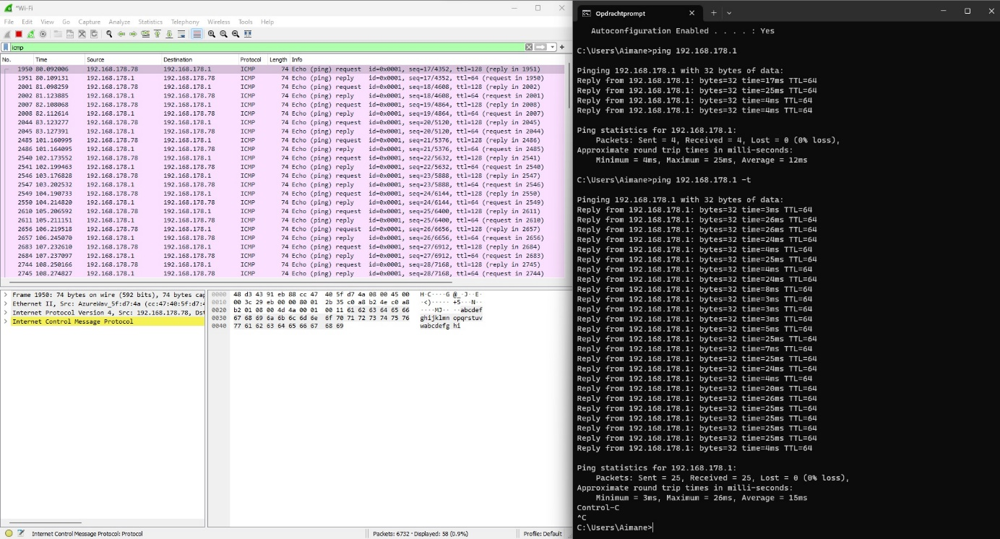 *Wi-Fi
File Edit View Go Capture Analyze Statistics Telephony Wireless Tools Help
icmp
No. Time Source Destination Protocol Length Info
1950 80.092006 192.168.178.78 192.168.178.1 ICMP 74 Echo (ping) request id=0x0001, seq=17/4352, ttl=128 (reply in 1951)
1951 80.109131 192.168.178.1 192.168.178.78 ICMP 74 Echo (ping) reply id=0x0001, seq=17/4352, ttl=64 (request in 1950)
2001 81.098259 192.168.178.78 192.168.178.1 ICMP 74 Echo (ping) request id=0x0001, seq=18/4608, ttl=128 (reply in 2002)
2002 81.123885 192.168.178.1 192.168.178.78 ICMP 74 Echo (ping) reply id=0x0001, seq=18/4608, ttl=64 (request in 2001)
2007 82.108068 192.168.178.78 192.168.178.1 ICMP 74 Echo (ping) request id=0x0001, seq=19/4864, ttl=128 (reply in 2008)
2008 82.112614 192.168.178.1 192.168.178.78 ICMP 74 Echo (ping) reply id=0x0001, seq=19/4864, ttl=64 (request in 2007)
2044 83.123277 192.168.178.78 192.168.178.1 ICMP 74 Echo (ping) request id=0x0001, seq=20/5120, ttl=128 (reply in 2045)
2045 83.127391 192.168.178.1 192.168.178.78 ICMP 74 Echo (ping) reply id=0x0001, seq=20/5120, ttl=64 (request in 2044)
2485 101.160995 192.168.178.78 192.168.178.1 ICMP 74 Echo (ping) request id=0x0001, seq=21/5376, ttl=128 (reply in 2486)
2486 101.164095 192.168.178.1 192.168.178.78 ICMP 74 Echo (ping) reply id=0x0001, seq=21/5376, ttl=64 (request in 2485)
2540 102.173552 192.168.178.78 192.168.178.1 ICMP 74 Echo (ping) request id=0x0001, seq=22/5632, ttl=128 (reply in 2541)
2541 102.199463 192.168.178.1 192.168.178.78 ICMP 74 Echo (ping) reply id=0x0001, seq=22/5632, ttl=64 (request in 2540)
2546 103.176828 192.168.178.78 192.168.178.1 ICMP 74 Echo (ping) request id=0x0001, seq=23/5888, ttl=128 (reply in 2547)
2547 103.202532 192.168.178.1 192.168.178.78 ICMP 74 Echo (ping) reply id=0x0001, seq=23/5888, ttl=64 (request in 2546)
2549 104.190733 192.168.178.78 192.168.178.1 ICMP 74 Echo (ping) request id=0x0001, seq=24/6144, ttl=128 (reply in 2550)
2550 104.214820 192.168.178.1 192.168.178.78 ICMP 74 Echo (ping) reply id=0x0001, seq=24/6144, ttl=64 (request in 2549)
2610 105.206592 192.168.178.78 192.168.178.1 ICMP 74 Echo (ping) request id=0x0001, seq=25/6400, ttl=128 (reply in 2611)
2611 105.211151 192.168.178.1 192.168.178.78 ICMP 74 Echo (ping) reply id=0x0001, seq=25/6400, ttl=64 (request in 2610)
2656 106.219518 192.168.178.78 192.168.178.1 ICMP 74 Echo (ping) request id=0x0001, seq=26/6656, ttl=128 (reply in 2657)
2657 106.245070 192.168.178.1 192.168.178.78 ICMP 74 Echo (ping) reply id=0x0001, seq=26/6656, ttl=64 (request in 2656)
2683 107.232610 192.168.178.78 192.168.178.1 ICMP 74 Echo (ping) request id=0x0001, seq=27/6912, ttl=128 (reply in 2684)
2684 107.237097 192.168.178.1 192.168.178.78 ICMP 74 Echo (ping) reply id=0x0001, seq=27/6912, ttl=64 (request in 2683)
2744 108.250166 192.168.178.78 192.168.178.1 ICMP 74 Echo (ping) request id=0x0001, seq=28/7168, ttl=128 (reply in 2745)
2745 108.274827 192.168.178.1 192.168.178.78 ICMP 74 Echo (ping) reply id=0x0001, seq=28/7168, ttl=64 (request in 2744)
Frame 1950: 74 bytes on wire (592 bits), 74 bytes cap
Ethernet II, Src: AzureWav_5f:d7:4a (cc:47:40:5f:d7:4
Internet Protocol Version 4, Src: 192.168.178.78, Dst
Internet Control Message Protocol
0000 48 d3 43 91 eb 88 cc 47 40 5f d7 4a 08 00 45 00 H·C····G @_·J··E·
0010 00 3c 29 eb 00 00 80 01 2b 35 c0 a8 b2 4e c0 a8 ·<)····· +5···N··
0020 b2 01 08 00 4d 4a 00 01 00 11 61 62 63 64 65 66 ····MJ·· ··abcdef
0030 67 68 69 6a 6b 6c 6d 6e 6f 70 71 72 73 74 75 76 ghijklmn opqrstuv
0040 77 61 62 63 64 65 66 67 68 69 wabcdefg hi
Internet Control Message Protocol: Protocol
Packets: 6732 · Displayed: 58 (0.9%)
Profile: Default
Opdrachtprompt
Autoconfiguration Enabled . . . . : Yes
C:\Users\Aimane>ping 192.168.178.1
Pinging 192.168.178.1 with 32 bytes of data:
Reply from 192.168.178.1: bytes=32 time=17ms TTL=64
Reply from 192.168.178.1: bytes=32 time=25ms TTL=64
Reply from 192.168.178.1: bytes=32 time=4ms TTL=64
Reply from 192.168.178.1: bytes=32 time=4ms TTL=64
Ping statistics for 192.168.178.1:
Packets: Sent = 4, Received = 4, Lost = 0 (0% loss),
Approximate round trip times in milli-seconds:
Minimum = 4ms, Maximum = 25ms, Average = 12ms
C:\Users\Aimane>ping 192.168.178.1 -t
Pinging 192.168.178.1 with 32 bytes of data:
Reply from 192.168.178.1: bytes=32 time=3ms TTL=64
Reply from 192.168.178.1: bytes=32 time=26ms TTL=64
Reply from 192.168.178.1: bytes=32 time=26ms TTL=64
Reply from 192.168.178.1: bytes=32 time=24ms TTL=64
Reply from 192.168.178.1: bytes=32 time=4ms TTL=64
Reply from 192.168.178.1: bytes=32 time=25ms TTL=64
Reply from 192.168.178.1: bytes=32 time=4ms TTL=64
Reply from 192.168.178.1: bytes=32 time=24ms TTL=64
Reply from 192.168.178.1: bytes=32 time=8ms TTL=64
Reply from 192.168.178.1: bytes=32 time=3ms TTL=64
Reply from 192.168.178.1: bytes=32 time=3ms TTL=64
Reply from 192.168.178.1: bytes=32 time=3ms TTL=64
Reply from 192.168.178.1: bytes=32 time=5ms TTL=64
Reply from 192.168.178.1: bytes=32 time=25ms TTL=64
Reply from 192.168.178.1: bytes=32 time=7ms TTL=64
Reply from 192.168.178.1: bytes=32 time=25ms TTL=64
Reply from 192.168.178.1: bytes=32 time=24ms TTL=64
Reply from 192.168.178.1: bytes=32 time=4ms TTL=64
Reply from 192.168.178.1: bytes=32 time=20ms TTL=64
Reply from 192.168.178.1: bytes=32 time=26ms TTL=64
Reply from 192.168.178.1: bytes=32 time=25ms TTL=64
Reply from 192.168.178.1: bytes=32 time=25ms TTL=64
Reply from 192.168.178.1: bytes=32 time=25ms TTL=64
Reply from 192.168.178.1: bytes=32 time=25ms TTL=64
Reply from 192.168.178.1: bytes=32 time=4ms TTL=64
Ping statistics for 192.168.178.1:
Packets: Sent = 25, Received = 25, Lost = 0 (0% loss),
Approximate round trip times in milli-seconds:
Minimum = 3ms, Maximum = 26ms, Average = 15ms
Control-C
^C
C:\Users\Aimane>